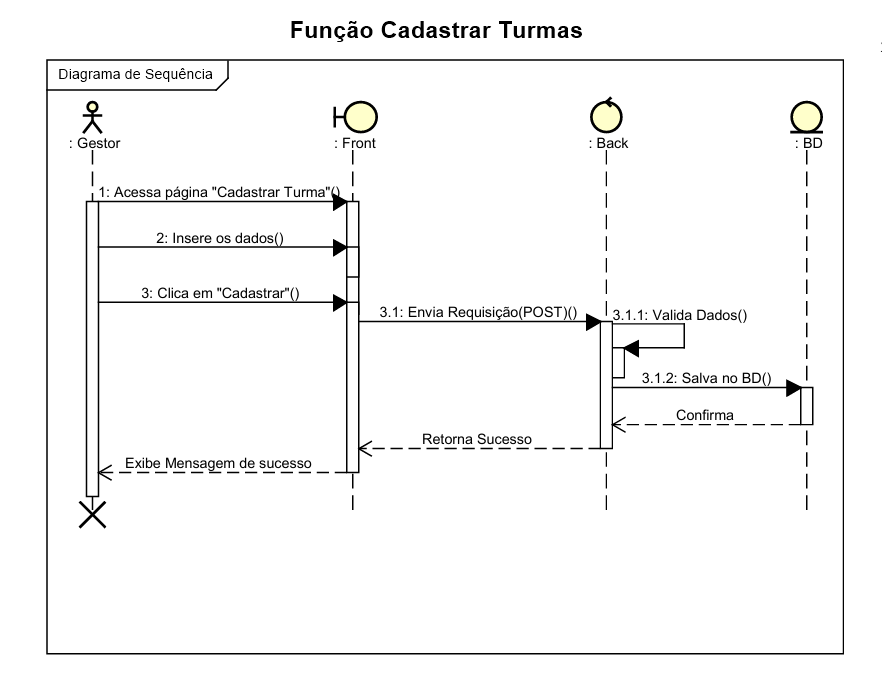 Função Cadastrar Turmas
Diagrama de Sequência
: Gestor
: Front
: Back
: BD
1: Acessa página "Cadastrar Turma"()
2: Insere os dados()
3: Clica em "Cadastrar"()
3.1: Envia Requisição(POST)()
3.1.1: Valida Dados()
3.1.2: Salva no BD()
Confirma
Retorna Sucesso
Exibe Mensagem de sucesso